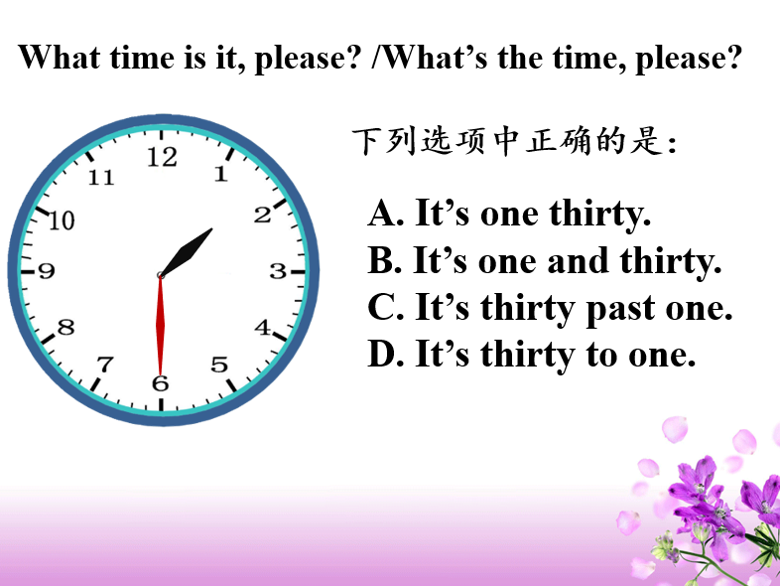 What time is it, please? /What’s the time, please?
下列选项中正确的是：
A. It’s one thirty.
B. It’s one and thirty.
C. It’s thirty past one.
D. It’s thirty to one.
12
1
2
3
4
5
6
7
8
9
10
11